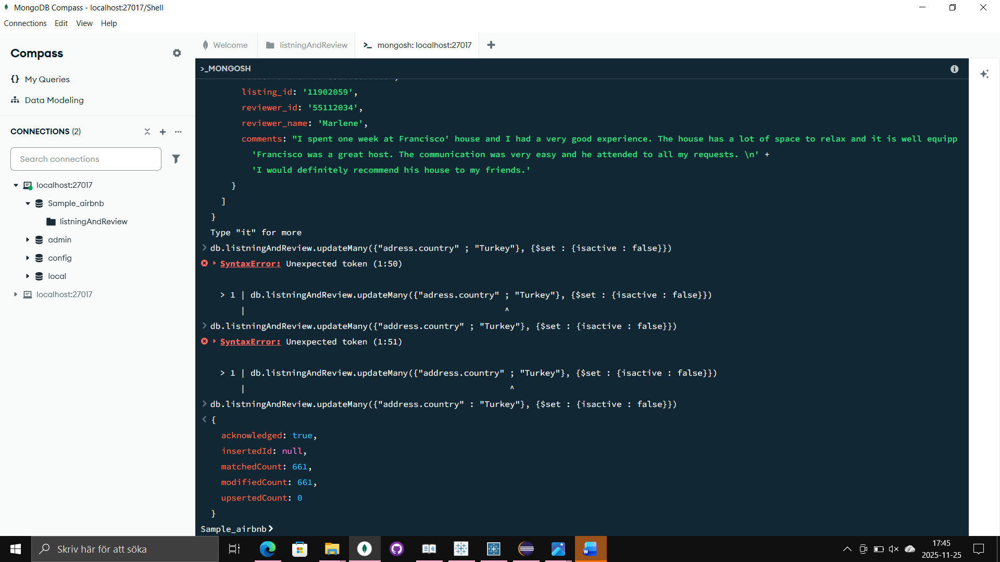 MongoDB Compass - localhost:27017/Shell
Connections Edit View Help
Compass
My Queries
Data Modeling
CONNECTIONS (2)
Search connections
localhost:27017
Sample_airbnb
listningAndReview
admin
config
local
localhost:27017
Welcome
listningAndReview
mongosh: localhost:27017
>_MONGOSH
listing_id: '11902059',
reviewer_id: '55112034',
reviewer_name: 'Marlene',
comments: "I spent one week at Francisco' house and I had a very good experience. The house has a lot of space to relax and it is well equipp
'Francisco was a great host. The communication was very easy and he attended to all my requests. \n' +
'I would definitely recommend his house to my friends.'
}
]
}
Type "it" for more
> db.listningAndReview.updateMany({"adress.country" ; "Turkey"}, {$set : {isactive : false}})
SyntaxError: Unexpected token (1:50)
> 1 | db.listningAndReview.updateMany({"adress.country" ; "Turkey"}, {$set : {isactive : false}})
| ^
> db.listningAndReview.updateMany({"address.country" ; "Turkey"}, {$set : {isactive : false}})
SyntaxError: Unexpected token (1:51)
> 1 | db.listningAndReview.updateMany({"address.country" ; "Turkey"}, {$set : {isactive : false}})
| ^
> db.listningAndReview.updateMany({"address.country" : "Turkey"}, {$set : {isactive : false}})
< {
acknowledged: true,
insertedId: null,
matchedCount: 661,
modifiedCount: 661,
upsertedCount: 0
}
Sample_airbnb>
Skriv här för att söka
17:45
2025-11-25